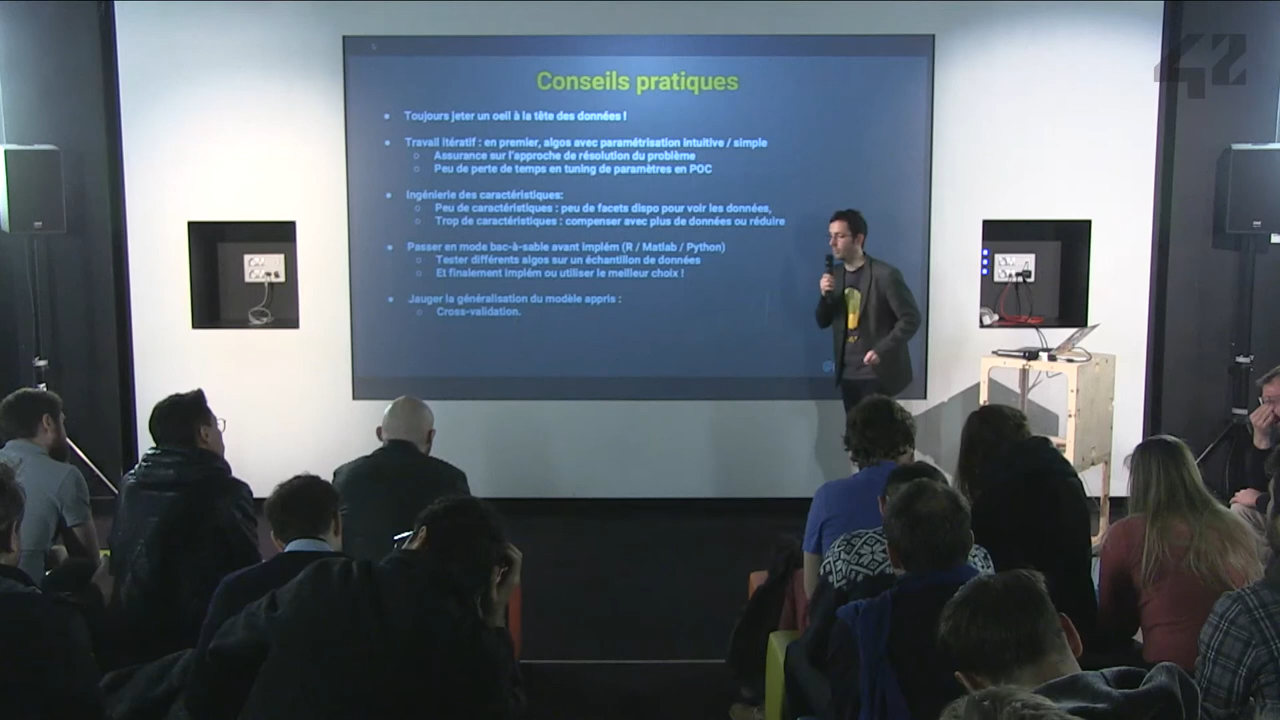 42
Conseils pratiques
Toujours jeter un oeil à la tête des données !
Travail itératif : en premier, algos avec paramétrisation intuitive / simple
Assurance sur l'approche de résolution du problème
Peu de perte de temps en tuning de paramètres en POC
Ingénierie des caractéristiques:
Peu de caractéristiques : peu de facets dispo pour voir les données,
Trop de caractéristiques : compenser avec plus de données ou réduire
Passer en mode bac-à-sable avant implém (R / Matlab / Python)
Tester différents algos sur un échantillon de données
Et finalement implém ou utiliser le meilleur choix !
Jauger la généralisation du modèle appris :
Cross-validation.